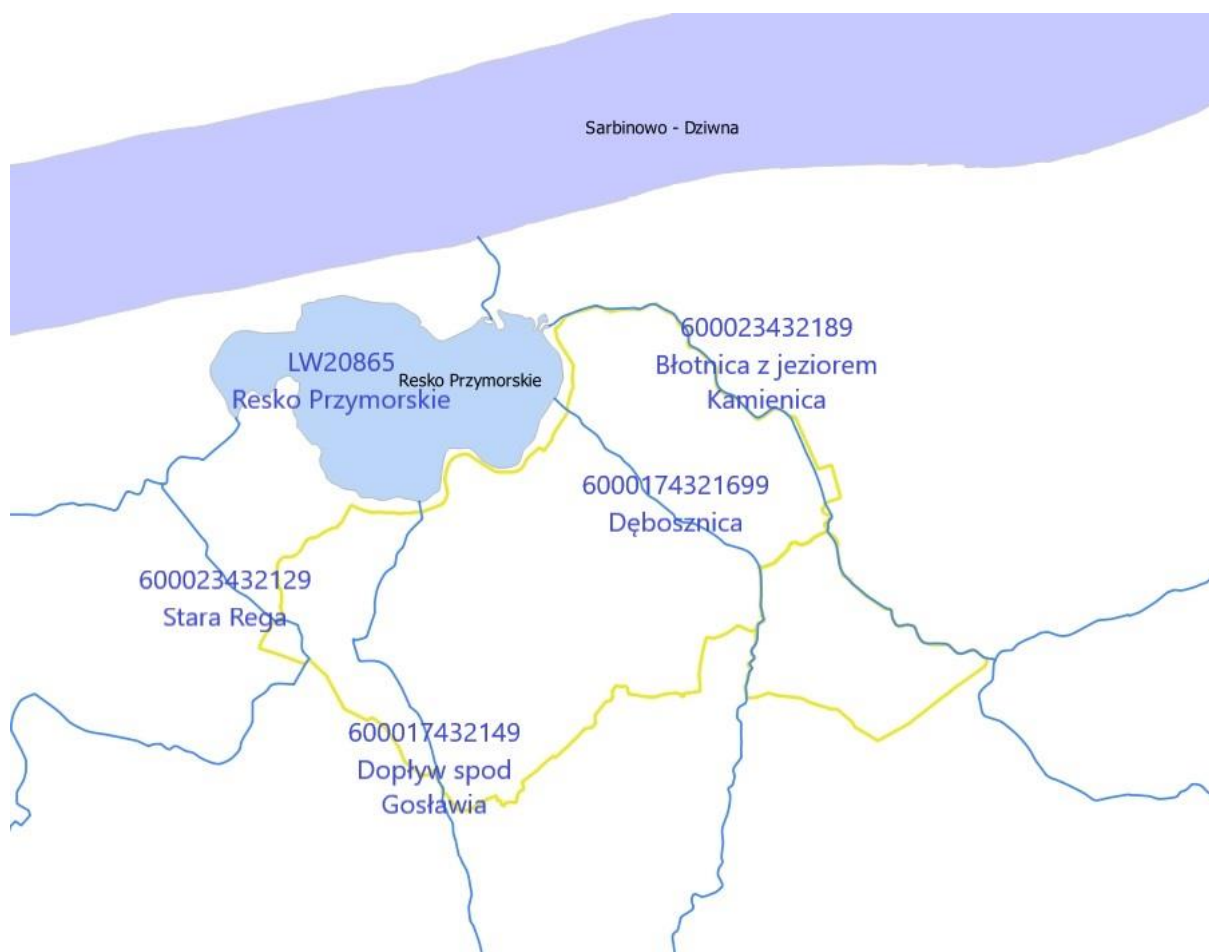 Sarbinowo - Dziwna
600023432189
Błotnica z jeziorem
Kamienica
LW20865
Resko Przymorskie
Resko Przymorskie
6000174321699
Dębosznica
600023432129
Stara Rega
600017432149
Dopływ spod
Gosławia